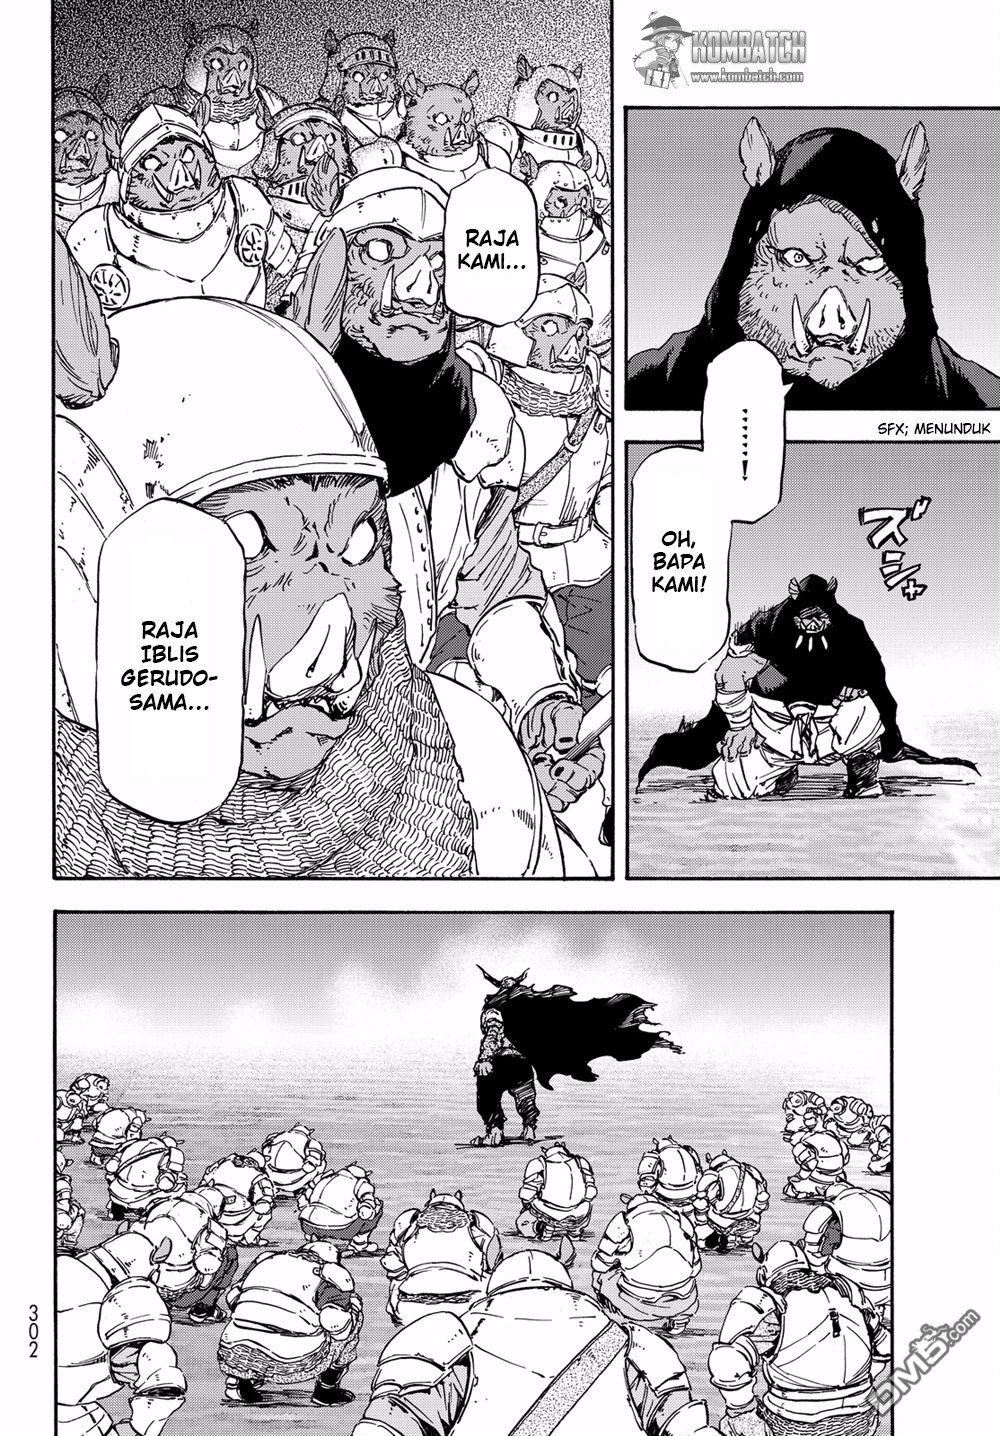 KOMBATCH
www.kombatch.com
SFX; MENUNDUK
.......!
OH,
BAPA
KAMI!
ズ
シャ
RAJA
KAMI...
RAJA
IBLIS
GERUDO-
SAMA...
302
DMB5.com